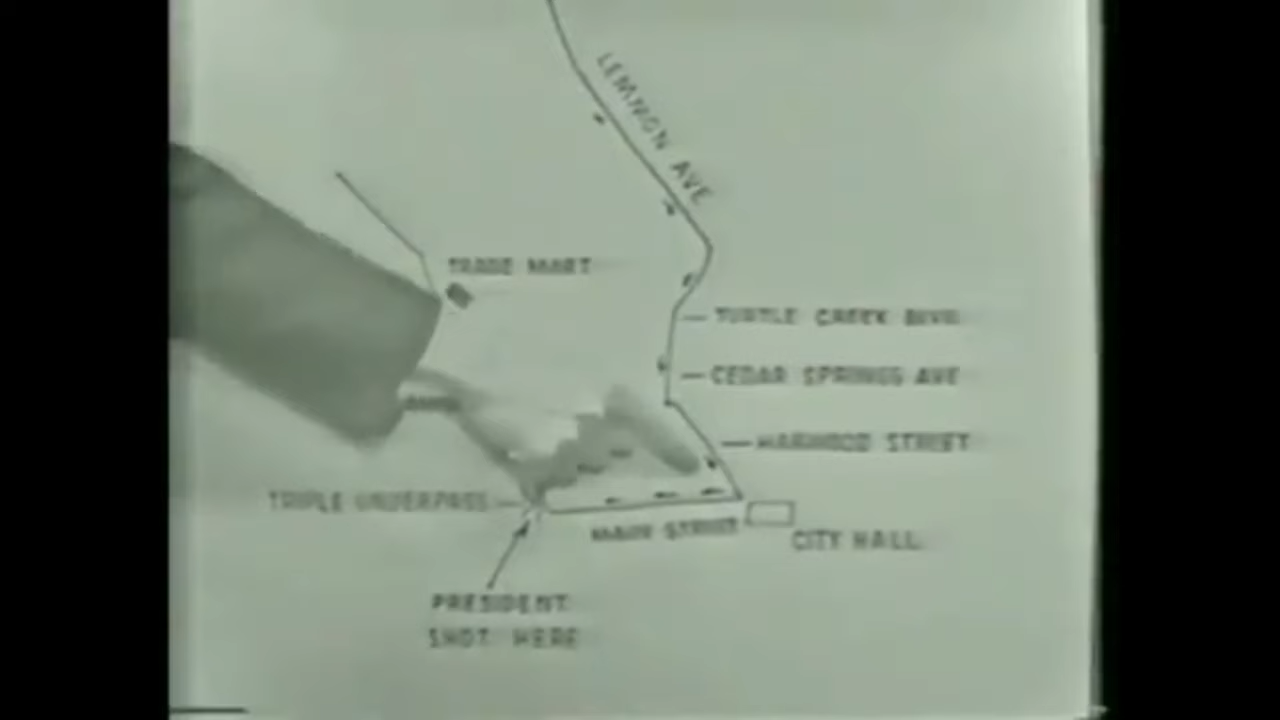 LEMMON AVE
TRADE MART
TURTLE CREEK BLVD
CEDAR SPRINGS AVE
HARWOOD STREET
TRIPLE UNDERPASS
MAIN STREET
CITY HALL
PRESIDENT
SHOT HERE